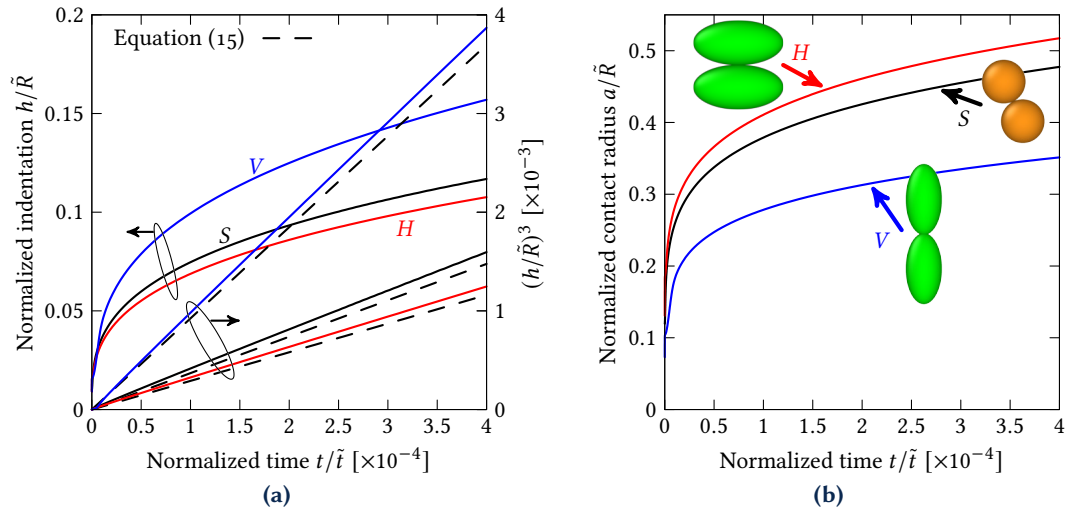 Normalized indentation h/R̃
0.2
0.15
0.1
0.05
0
Equation (15)
V
S
H
4
3
2
1
0
(h/R̃)³ [×10⁻³]
0 0.5 1 1.5 2 2.5 3 3.5 4
Normalized time t/t̃ [×10⁻⁴]
(a)
Normalized contact radius a/R̃
0.5
0.4
0.3
0.2
0.1
0
H
S
V
0 0.5 1 1.5 2 2.5 3 3.5 4
Normalized time t/t̃ [×10⁻⁴]
(b)